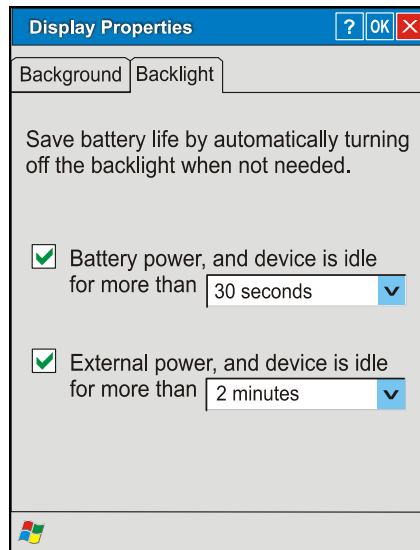 Display Properties ? OK X
Background Backlight
Save battery life by automatically turning
off the backlight when not needed.
Battery power, and device is idle
for more than 30 seconds
External power, and device is idle
for more than 2 minutes